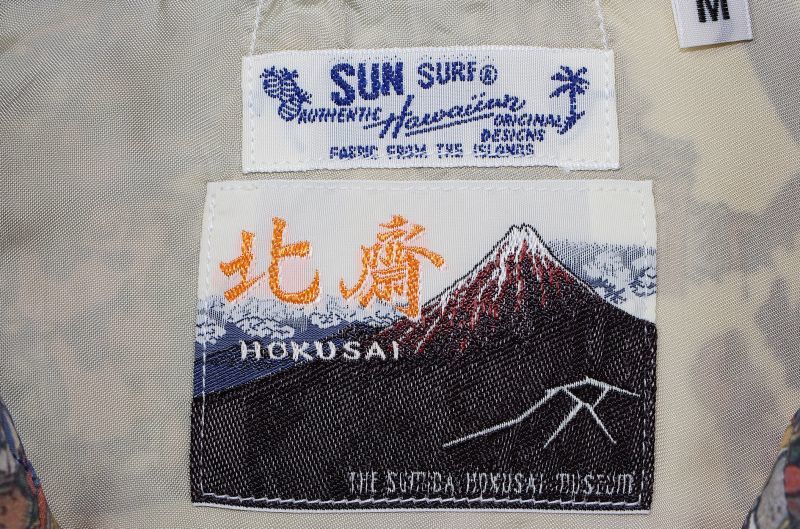 M
SUN SURF®
AUTHENTIC Hawaiian ORIGINAL
DESIGNS
FABRIC FROM THE ISLANDS
北斎
HOKUSAI
THE SUMIDA HOKUSAI MUSEUM